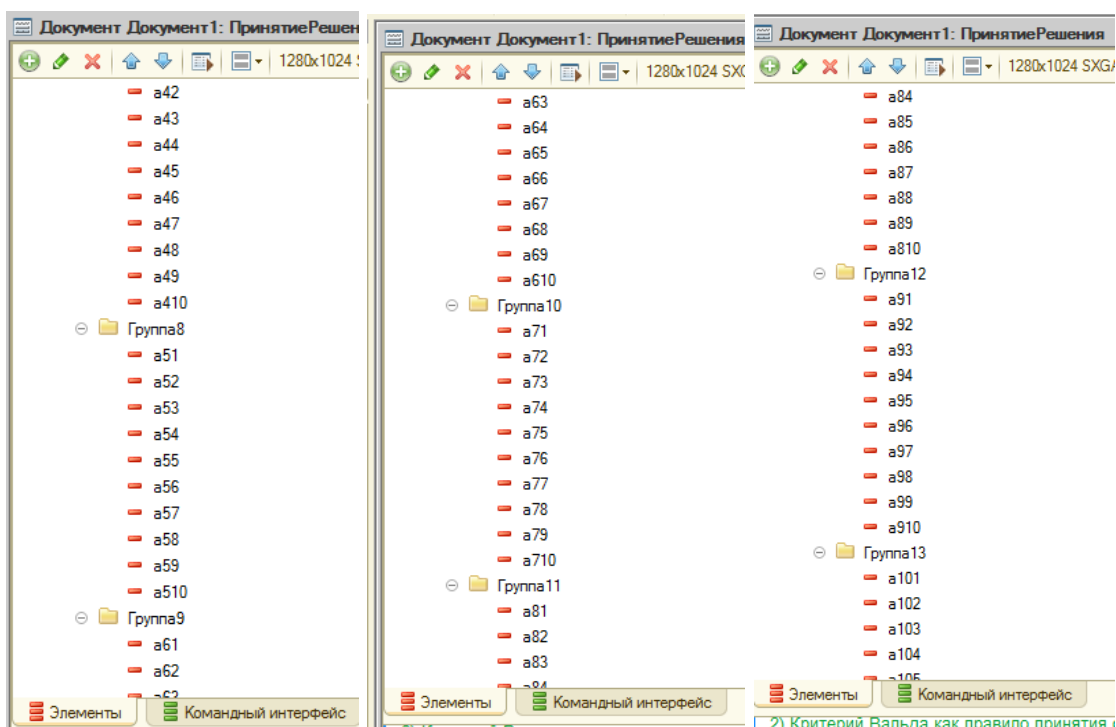 Документ Документ1: ПринятиеРешен
1280x1024
а42
а43
а44
а45
а46
а47
а48
а49
а410
Группа8
а51
а52
а53
а54
а55
а56
а57
а58
а59
а510
Группа9
а61
а62
а63
Элементы
Командный интерфейс
Документ Документ1: ПринятиеРешения
1280x1024 SXG
а63
а64
а65
а66
а67
а68
а69
а610
Группа10
а71
а72
а73
а74
а75
а76
а77
а78
а79
а710
Группа11
а81
а82
а83
а84
Элементы
Командный интерфейс
Документ Документ1: ПринятиеРешения
1280x1024 SXGA
а84
а85
а86
а87
а88
а89
а810
Группа12
а91
а92
а93
а94
а95
а96
а97
а98
а99
а910
Группа13
а101
а102
а103
а104
а105
Элементы
Командный интерфейс
2) Критерий Вальда как правило принятия